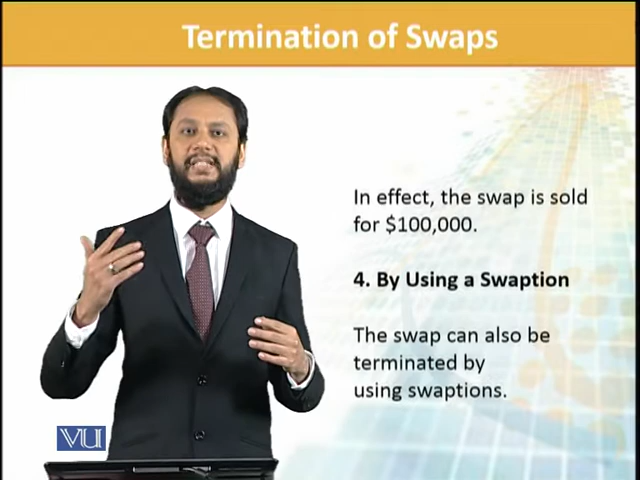 Termination of Swaps
In effect, the swap is sold
for $100,000.
4. By Using a Swaption
The swap can also be
terminated by
using swaptions.
VU